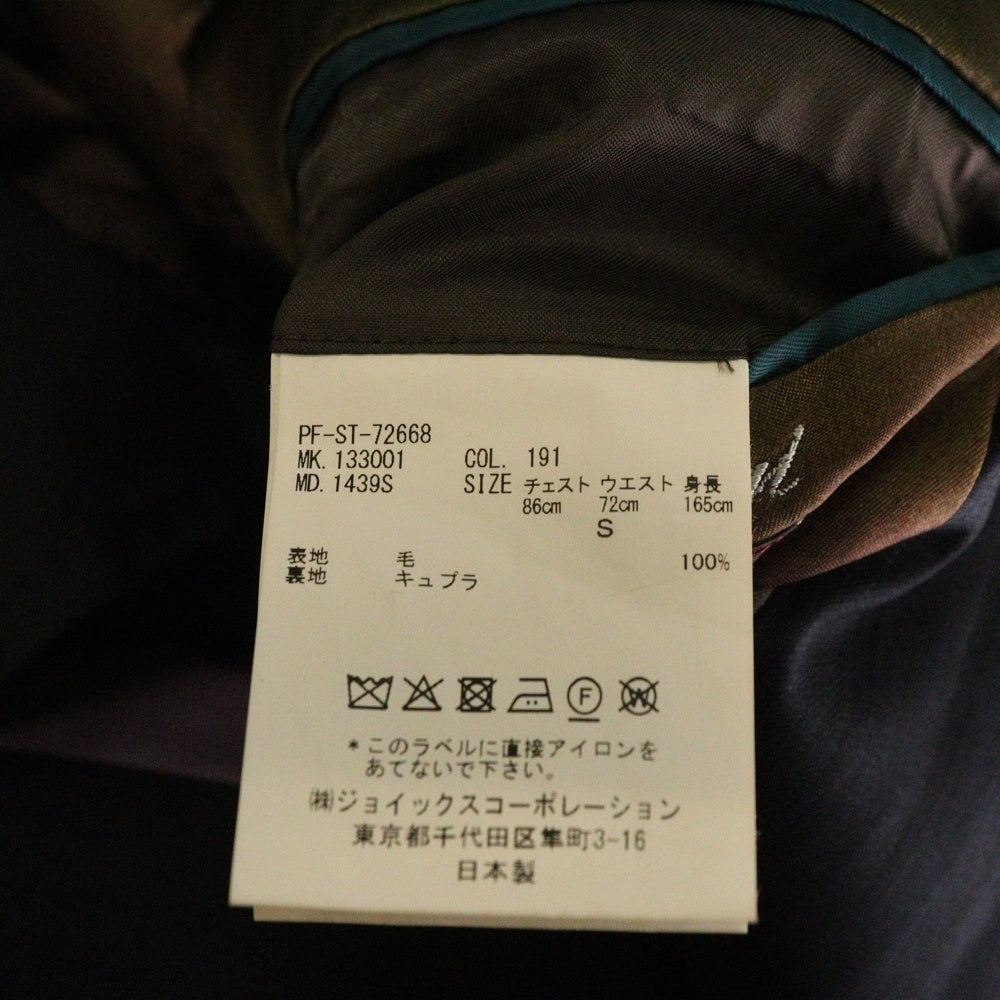 PF-ST-72668
MK. 133001 COL. 191
MD. 1439S SIZE チェスト ウエスト 身長
86cm 72cm 165cm
S
表地 毛 100%
裏地 キュプラ
F
W
*このラベルに直接アイロンを
あてないで下さい。
㈱ジョイックスコーポレーション
東京都千代田区隼町3-16
日本製